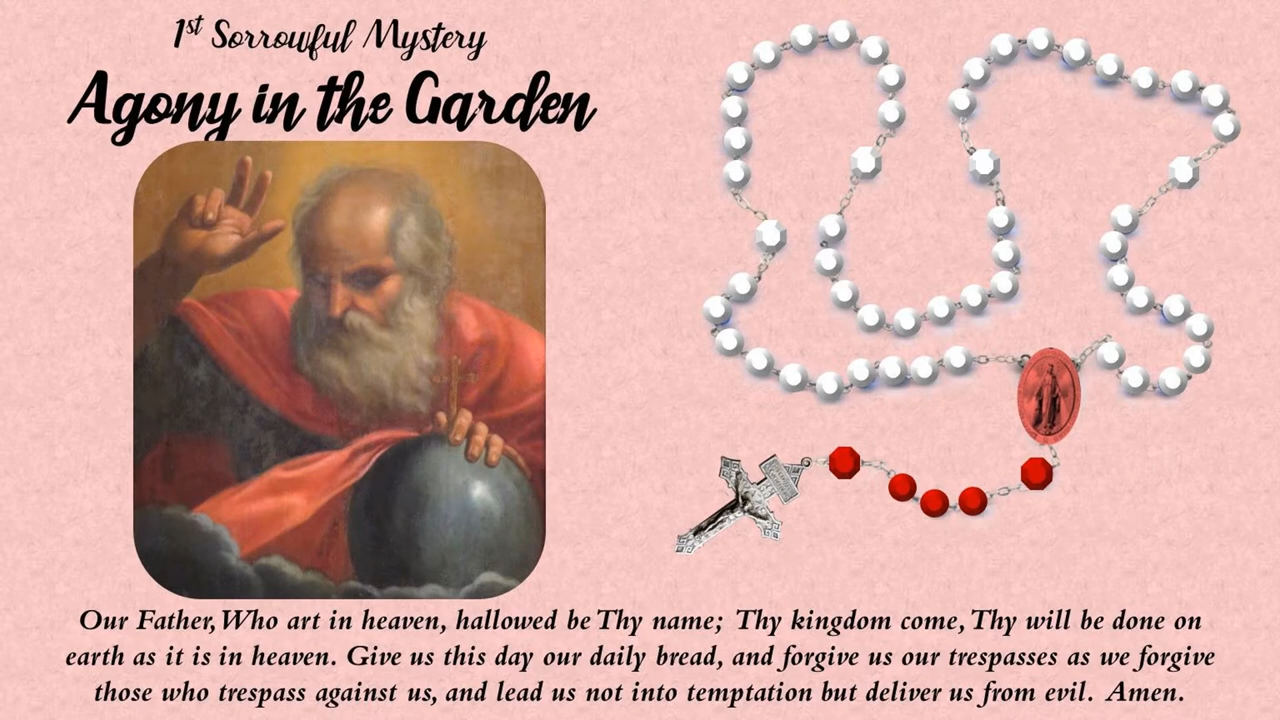 1st Sorrowful Mystery
Agony in the Garden
Our Father, Who art in heaven, hallowed be Thy name; Thy kingdom come, Thy will be done on
earth as it is in heaven. Give us this day our daily bread, and forgive us our trespasses as we forgive
those who trespass against us, and lead us not into temptation but deliver us from evil. Amen.